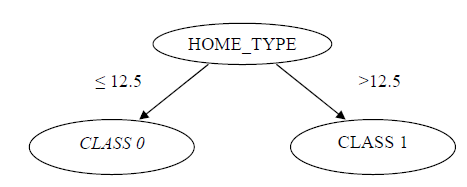 HOME_TYPE
≤ 12.5
>12.5
CLASS 0
CLASS 1